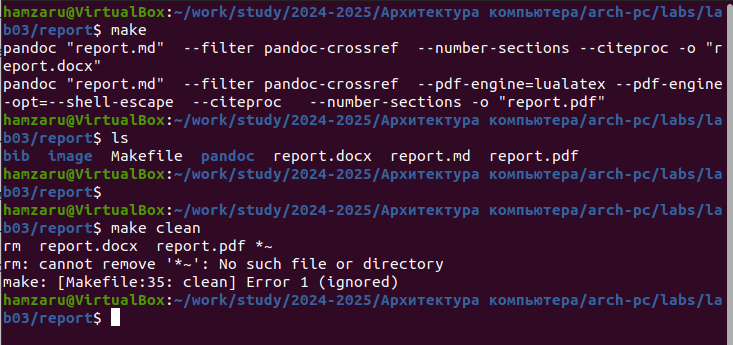 hamzaru@VirtualBox:~/work/study/2024-2025/Архитектура компьютера/arch-pc/labs/la
b03/report$ make
pandoc "report.md"  --filter pandoc-crossref  --number-sections --citeproc -o "r
eport.docx"
pandoc "report.md"  --filter pandoc-crossref  --pdf-engine=lualatex --pdf-engine
-opt=--shell-escape  --citeproc   --number-sections -o "report.pdf"
hamzaru@VirtualBox:~/work/study/2024-2025/Архитектура компьютера/arch-pc/labs/la
b03/report$ ls
bib  image  Makefile  pandoc  report.docx  report.md  report.pdf
hamzaru@VirtualBox:~/work/study/2024-2025/Архитектура компьютера/arch-pc/labs/la
b03/report$
hamzaru@VirtualBox:~/work/study/2024-2025/Архитектура компьютера/arch-pc/labs/la
b03/report$ make clean
rm  report.docx  report.pdf *~
rm: cannot remove '*~': No such file or directory
make: [Makefile:35: clean] Error 1 (ignored)
hamzaru@VirtualBox:~/work/study/2024-2025/Архитектура компьютера/arch-pc/labs/la
b03/report$